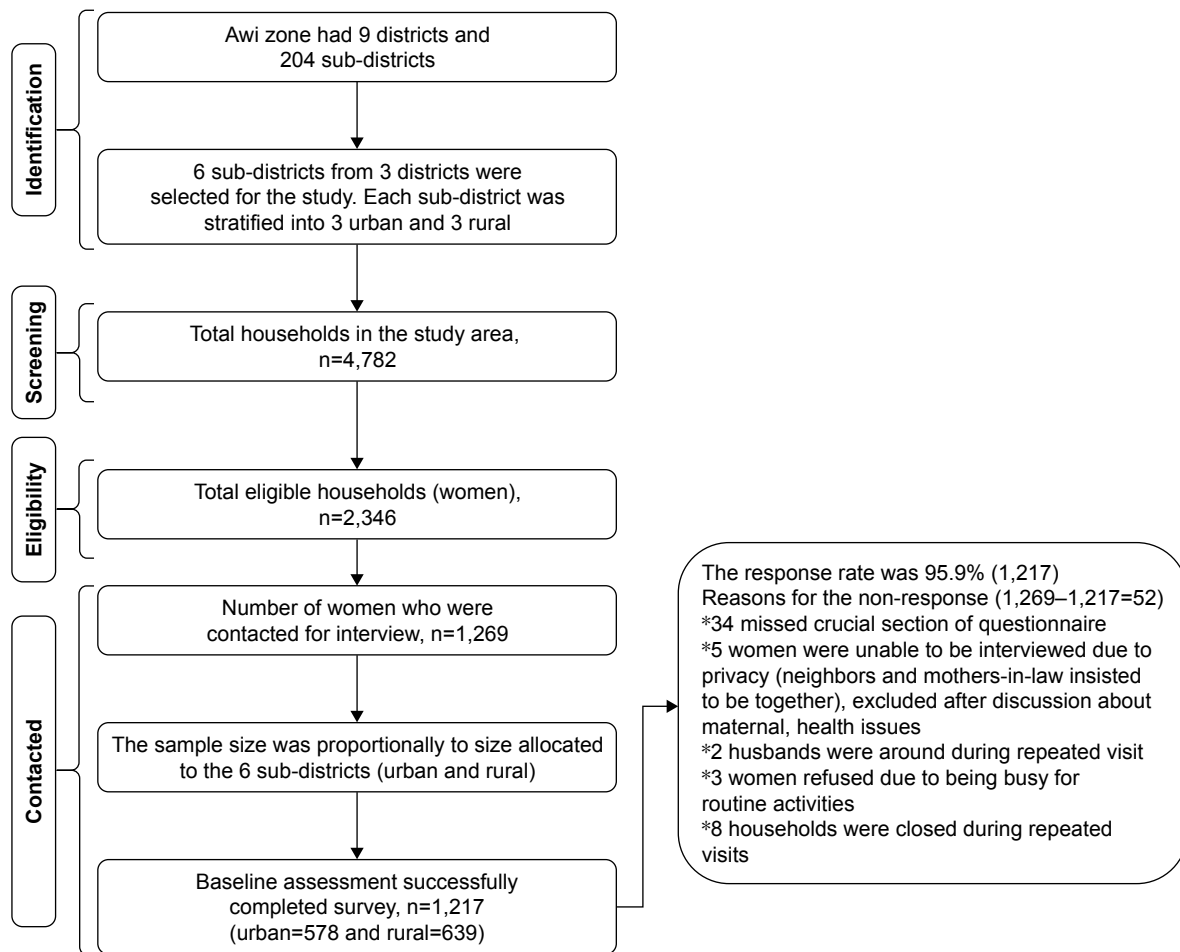 Identification
Awi zone had 9 districts and
204 sub-districts
6 sub-districts from 3 districts were
selected for the study. Each sub-district was
stratified into 3 urban and 3 rural
Screening
Total households in the study area,
n=4,782
Eligibility
Total eligible households (women),
n=2,346
Contacted
Number of women who were
contacted for interview, n=1,269
The sample size was proportionally to size allocated
to the 6 sub-districts (urban and rural)
Baseline assessment successfully
completed survey, n=1,217
(urban=578 and rural=639)
The response rate was 95.9% (1,217)
Reasons for the non-response (1,269–1,217=52)
*34 missed crucial section of questionnaire
*5 women were unable to be interviewed due to
privacy (neighbors and mothers-in-law insisted
to be together), excluded after discussion about
maternal, health issues
*2 husbands were around during repeated visit
*3 women refused due to being busy for
routine activities
*8 households were closed during repeated
visits